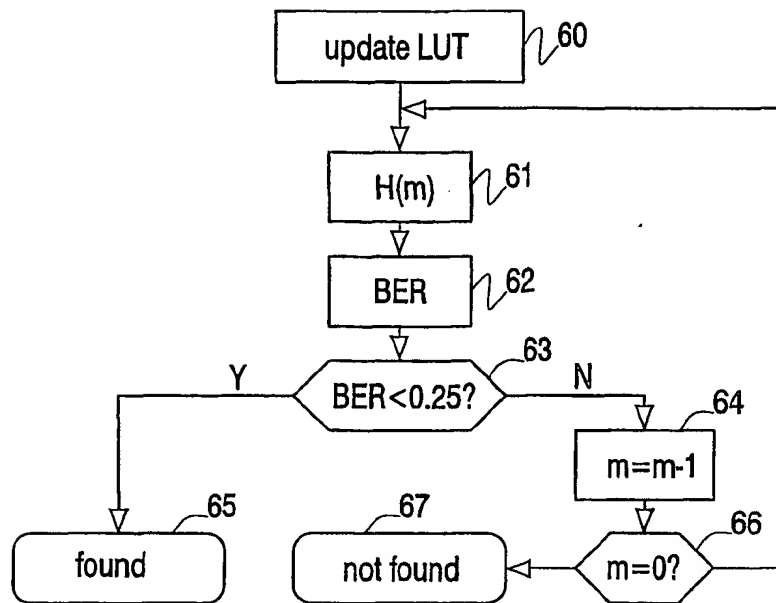 update LUT
60
H(m)
61
BER
62
63
Y
BER<0.25?
N
64
m=m-1
65
67
66
found
not found
m=0?